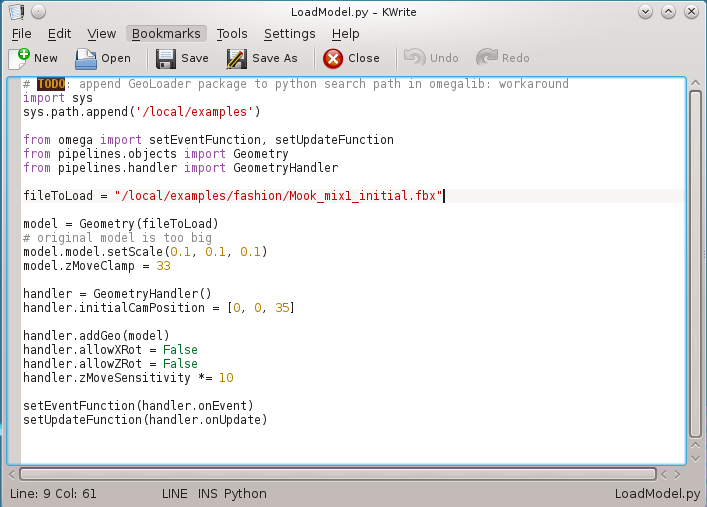 LoadModel.py – KWrite
File Edit View Bookmarks Tools Settings Help
New Open Save Save As Close Undo Redo
# TODO: append GeoLoader package to python search path in omegalib: workaround
import sys
sys.path.append('/local/examples')
from omega import setEventFunction, setUpdateFunction
from pipelines.objects import Geometry
from pipelines.handler import GeometryHandler
fileToLoad = "/local/examples/fashion/Mook_mix1_initial.fbx"
model = Geometry(fileToLoad)
# original model is too big
model.model.setScale(0.1, 0.1, 0.1)
model.zMoveClamp = 33
handler = GeometryHandler()
handler.initialCamPosition = [0, 0, 35]
handler.addGeo(model)
handler.allowXRot = False
handler.allowZRot = False
handler.zMoveSensitivity *= 10
setEventFunction(handler.onEvent)
setUpdateFunction(handler.onUpdate)
Line: 9 Col: 61 LINE INS Python LoadModel.py